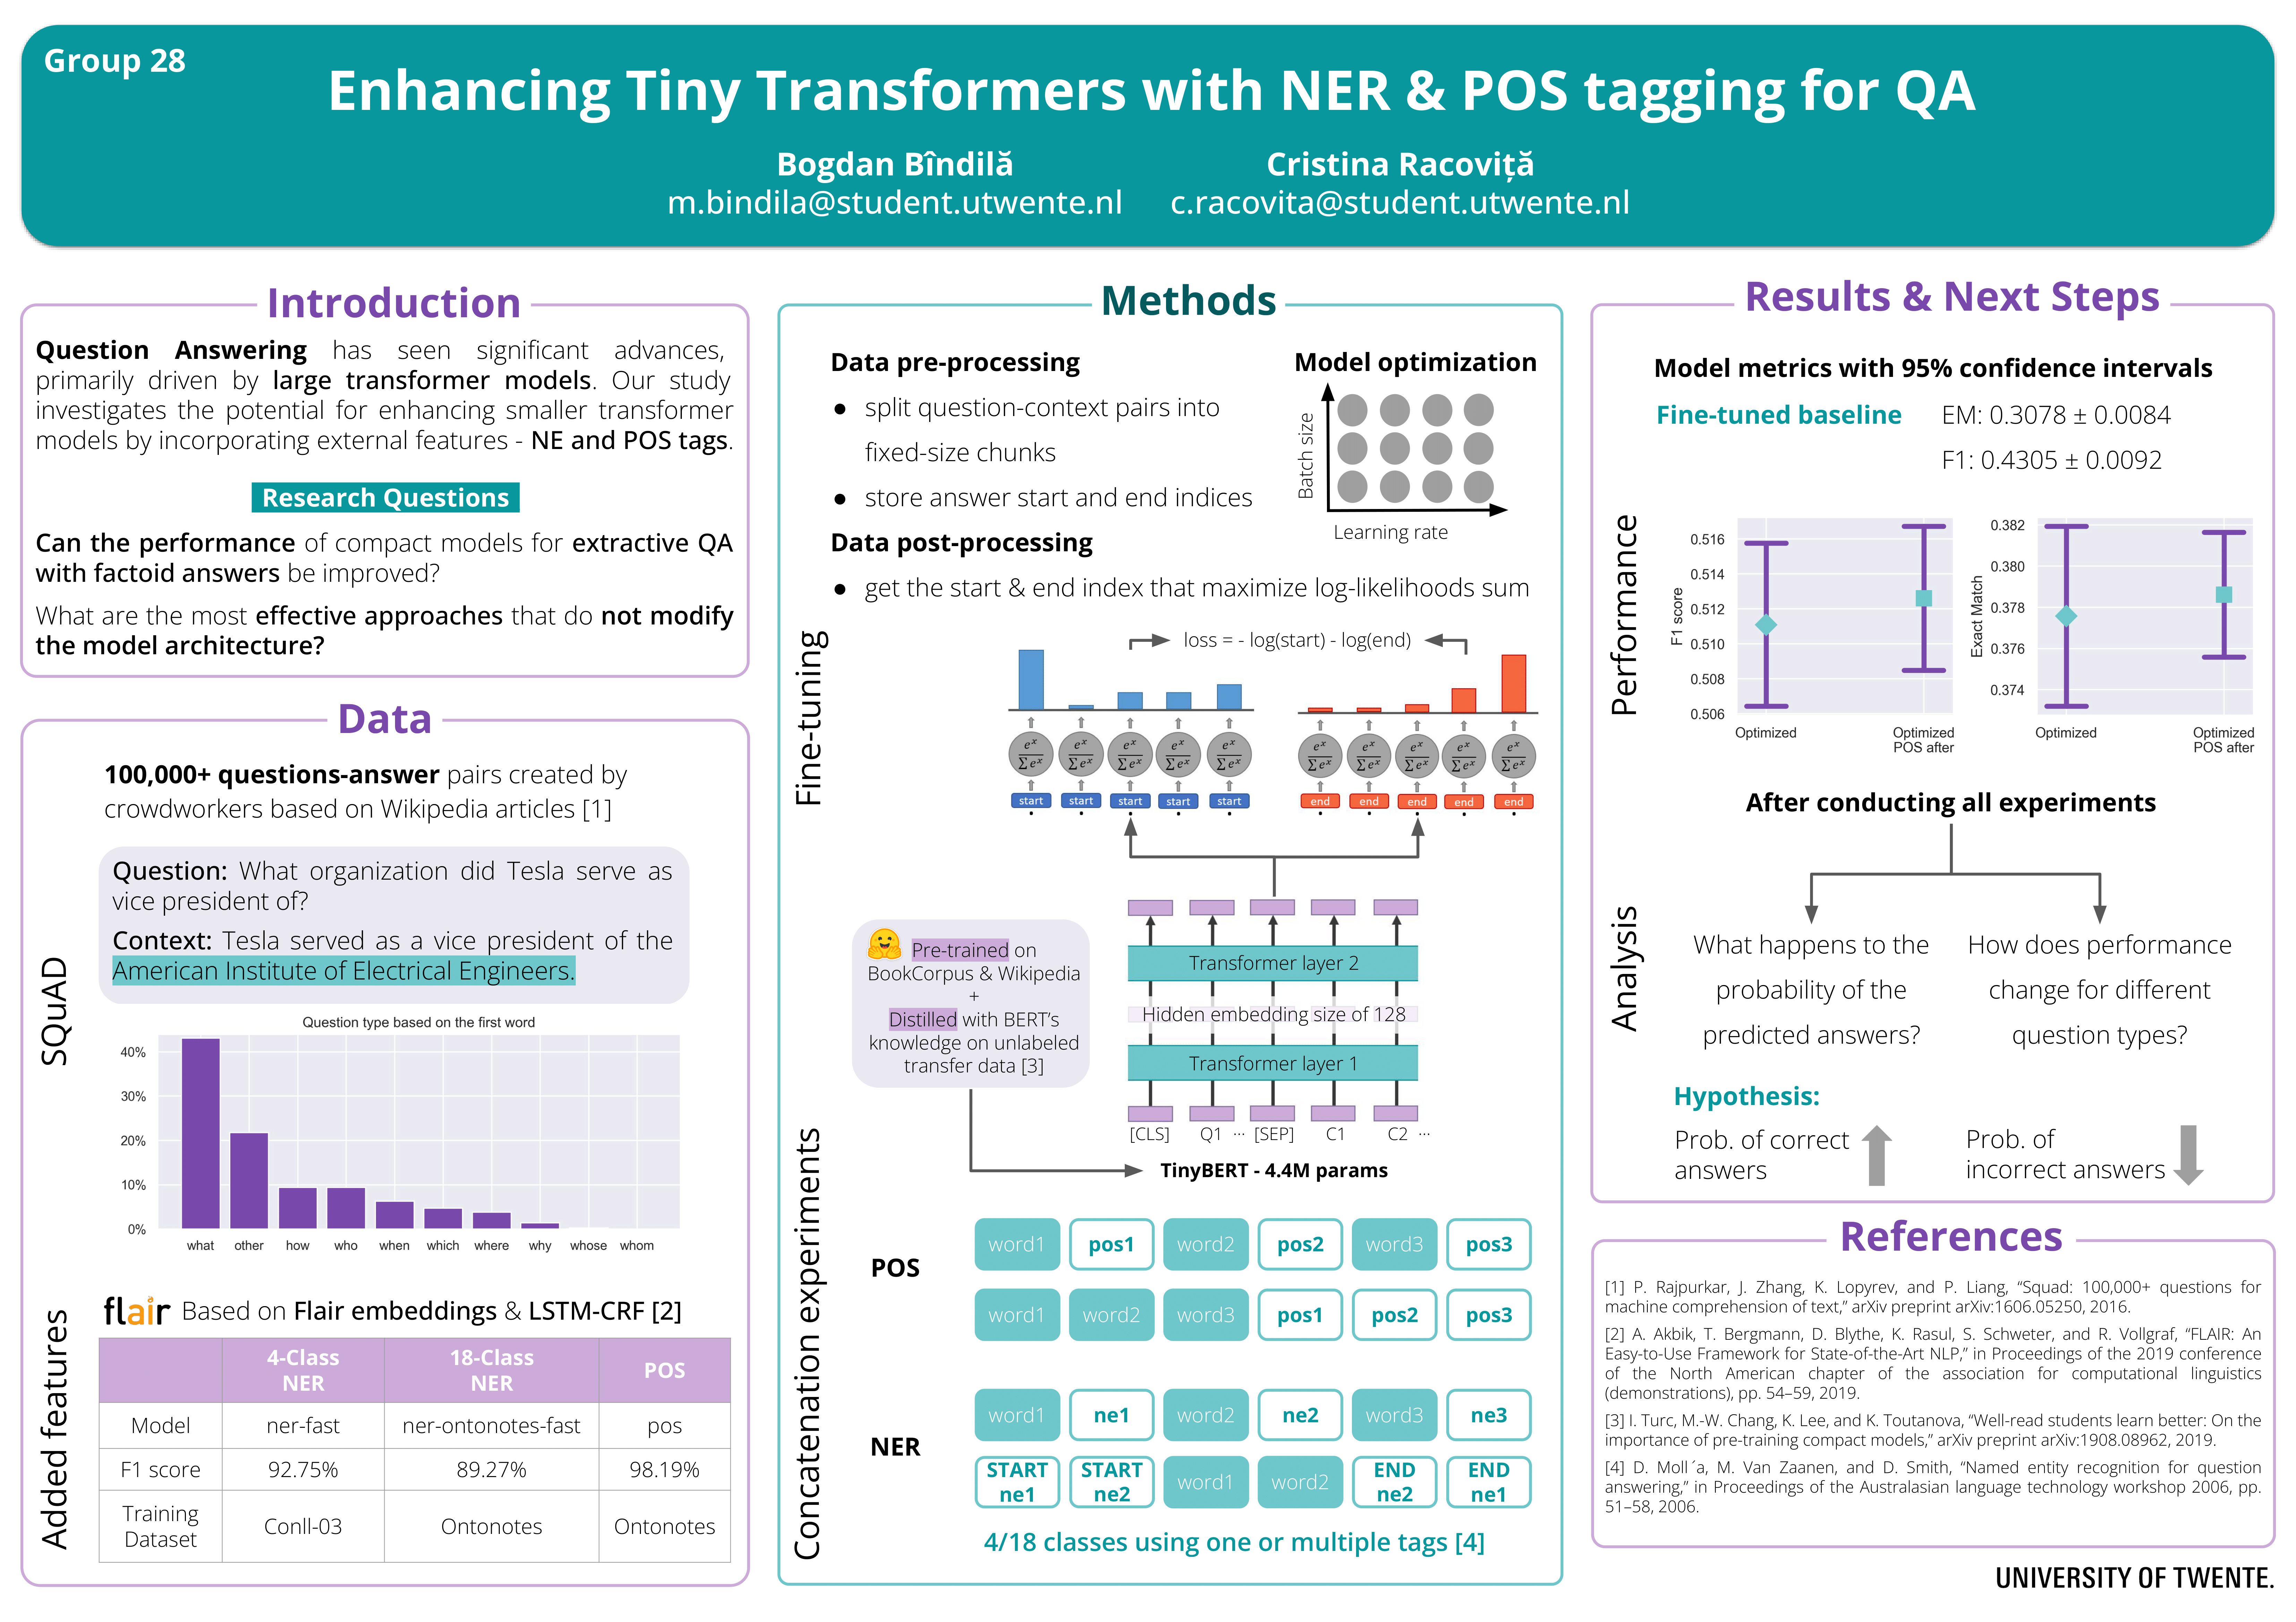 Group 28
Enhancing Tiny Transformers with NER & POS tagging for QA
Bogdan Bîndilă
m.bindila@student.utwente.nl
Cristina Racoviță
c.racovita@student.utwente.nl
Introduction
Question Answering has seen significant advances,
primarily driven by large transformer models. Our study
investigates the potential for enhancing smaller transformer
models by incorporating external features - NE and POS tags.
Research Questions
Can the performance of compact models for extractive QA
with factoid answers be improved?
What are the most effective approaches that do not modify
the model architecture?
Data
SQuAD
100,000+ questions-answer pairs created by
crowdworkers based on Wikipedia articles [1]
Question: What organization did Tesla serve as
vice president of?
Context: Tesla served as a vice president of the
American Institute of Electrical Engineers.
Question type based on the first word
40%
30%
20%
10%
0%
what other how who when which where why whose whom
Added features
flair Based on Flair embeddings & LSTM-CRF [2]
4-Class
NER
18-Class
NER
POS
Model ner-fast ner-ontonotes-fast pos
F1 score 92.75% 89.27% 98.19%
Training
Dataset
Conll-03 Ontonotes Ontonotes
Methods
Data pre-processing
● split question-context pairs into
fixed-size chunks
● store answer start and end indices
Model optimization
Batch size
Learning rate
Data post-processing
● get the start & end index that maximize log-likelihoods sum
Fine-tuning
loss = - log(start) - log(end)
e^x e^x e^x e^x e^x e^x e^x e^x e^x e^x
∑ e^x ∑ e^x ∑ e^x ∑ e^x ∑ e^x ∑ e^x ∑ e^x ∑ e^x ∑ e^x ∑ e^x
start start start start start end end end end end
Pre-trained on
BookCorpus & Wikipedia
+
Distilled with BERT's
knowledge on unlabeled
transfer data [3]
Transformer layer 2
Hidden embedding size of 128
Transformer layer 1
[CLS] Q1 ... [SEP] C1 C2 ...
TinyBERT - 4.4M params
Concatenation experiments
POS
word1 pos1 word2 pos2 word3 pos3
word1 word2 word3 pos1 pos2 pos3
NER
word1 ne1 word2 ne2 word3 ne3
START START word1 word2 END END
ne1 ne2 ne2 ne1
4/18 classes using one or multiple tags [4]
Results & Next Steps
Model metrics with 95% confidence intervals
Fine-tuned baseline EM: 0.3078 ± 0.0084
F1: 0.4305 ± 0.0092
Performance
F1 score
0.516
0.514
0.512
0.510
0.508
0.506
Optimized Optimized
POS after
Exact Match
0.382
0.380
0.378
0.376
0.374
Optimized Optimized
POS after
After conducting all experiments
Analysis
What happens to the
probability of the
predicted answers?
How does performance
change for different
question types?
Hypothesis:
Prob. of correct
answers
Prob. of
incorrect answers
References
[1] P. Rajpurkar, J. Zhang, K. Lopyrev, and P. Liang, “Squad: 100,000+ questions for
machine comprehension of text,” arXiv preprint arXiv:1606.05250, 2016.
[2] A. Akbik, T. Bergmann, D. Blythe, K. Rasul, S. Schweter, and R. Vollgraf, “FLAIR: An
Easy-to-Use Framework for State-of-the-Art NLP,” in Proceedings of the 2019 conference
of the North American chapter of the association for computational linguistics
(demonstrations), pp. 54–59, 2019.
[3] I. Turc, M.-W. Chang, K. Lee, and K. Toutanova, “Well-read students learn better: On the
importance of pre-training compact models,” arXiv preprint arXiv:1908.08962, 2019.
[4] D. Moll´a, M. Van Zaanen, and D. Smith, “Named entity recognition for question
answering,” in Proceedings of the Australasian language technology workshop 2006, pp.
51–58, 2006.
UNIVERSITY OF TWENTE.